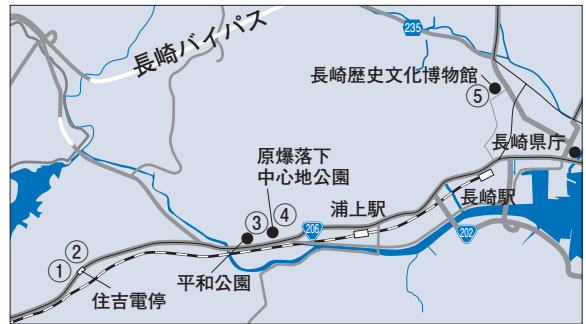 長崎バイパス
235
長崎歴史文化博物館
⑤
長崎県庁
原爆落下
中心地公園
③
④
浦上駅
長崎駅
206
202
①
②
平和公園
住吉電停